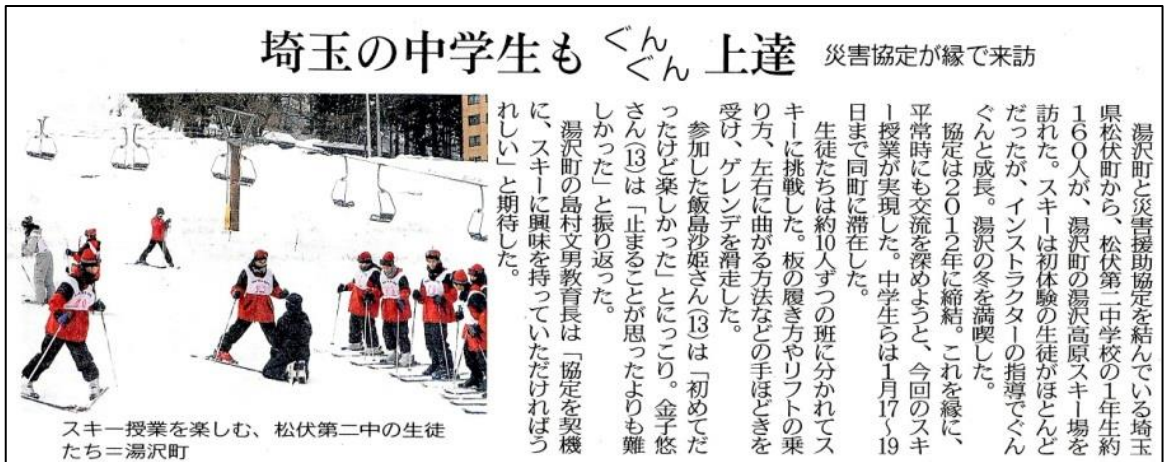 埼玉の中学生も ぐんぐん 上達
災害協定が縁で来訪
　湯沢町と災害援助協定を結んでいる埼玉
県松伏町から、松伏第二中学校の1年生約
160人が、湯沢町の湯沢高原スキー場を
訪れた。スキーは初体験の生徒がほとんど
だったが、インストラクターの指導でぐん
ぐんと成長。湯沢の冬を満喫した。
　協定は2012年に締結。これを縁に、
平常時にも交流を深めようと、今回のスキ
ー授業が実現した。中学生らは1月17〜19
日まで同町に滞在した。
　生徒たちは約10人ずつの班に分かれてス
キーに挑戦した。板の履き方やリフトの乗
り方、左右に曲がる方法などの手ほどきを
受け、ゲレンデを滑走した。
　参加した飯島沙姫さん(13)は「初めてだ
ったけど楽しかった」とにっこり。金子悠
さん(13)は「止まることが思ったよりも難
しかった」と振り返った。
　湯沢町の島村文男教育長は「協定を契機
に、スキーに興味を持っていただければう
れしい」と期待した。
スキー授業を楽しむ、松伏第二中の生徒
たち＝湯沢町